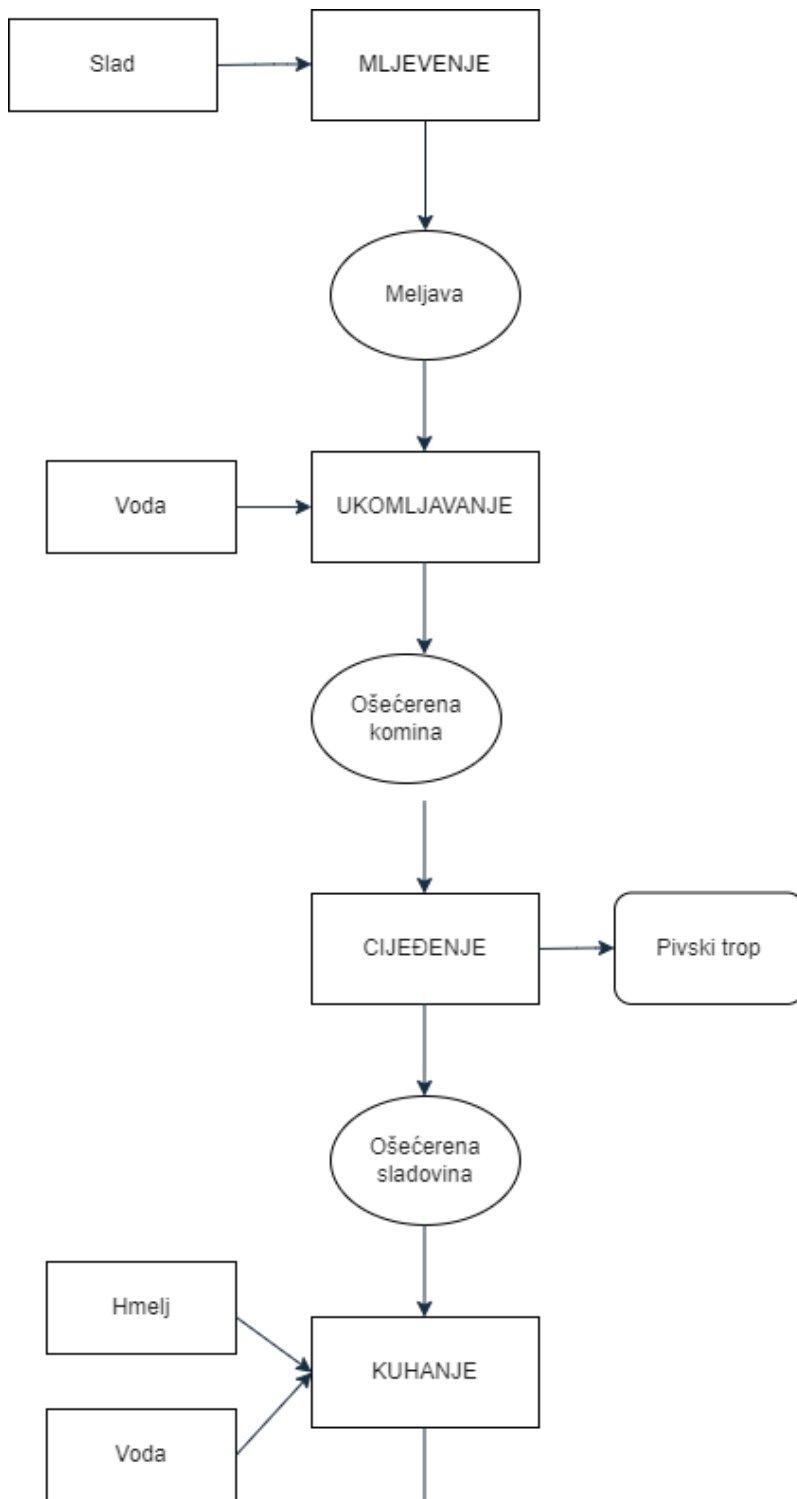 Slad
MLJEVENJE
Meljava
Voda
UKOMLJAVANJE
Ošećerena
komina
CIJEĐENJE
Pivski trop
Ošećerena
sladovina
Hmelj
KUHANJE
Voda